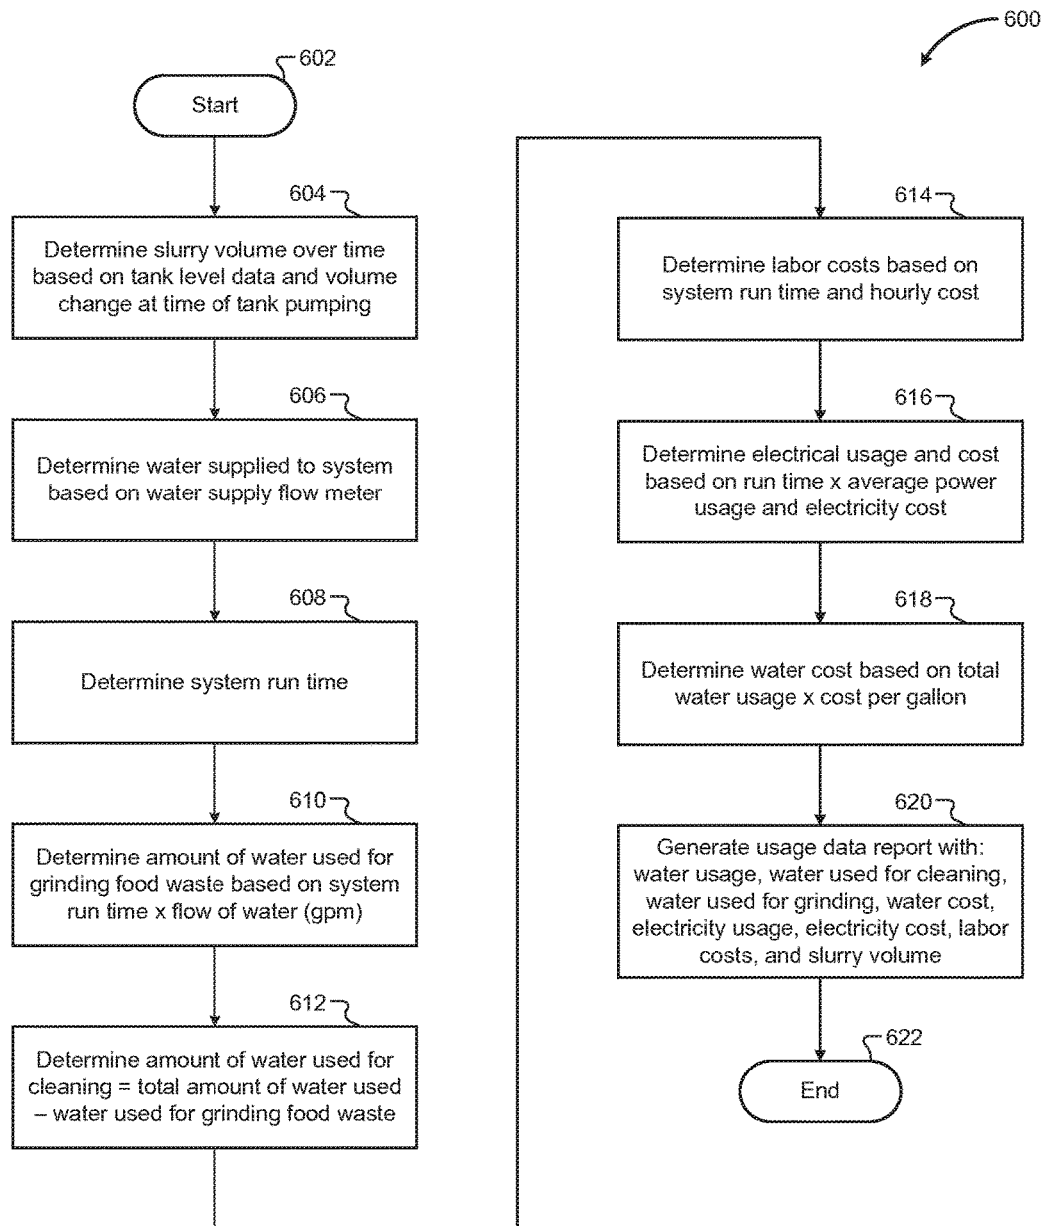 600
602
Start
604
Determine slurry volume over time
based on tank level data and volume
change at time of tank pumping
606
Determine water supplied to system
based on water supply flow meter
608
Determine system run time
610
Determine amount of water used for
grinding food waste based on system
run time x flow of water (gpm)
612
Determine amount of water used for
cleaning = total amount of water used
– water used for grinding food waste
614
Determine labor costs based on
system run time and hourly cost
616
Determine electrical usage and cost
based on run time x average power
usage and electricity cost
618
Determine water cost based on total
water usage x cost per gallon
620
Generate usage data report with:
water usage, water used for cleaning,
water used for grinding, water cost,
electricity usage, electricity cost, labor
costs, and slurry volume
622
End